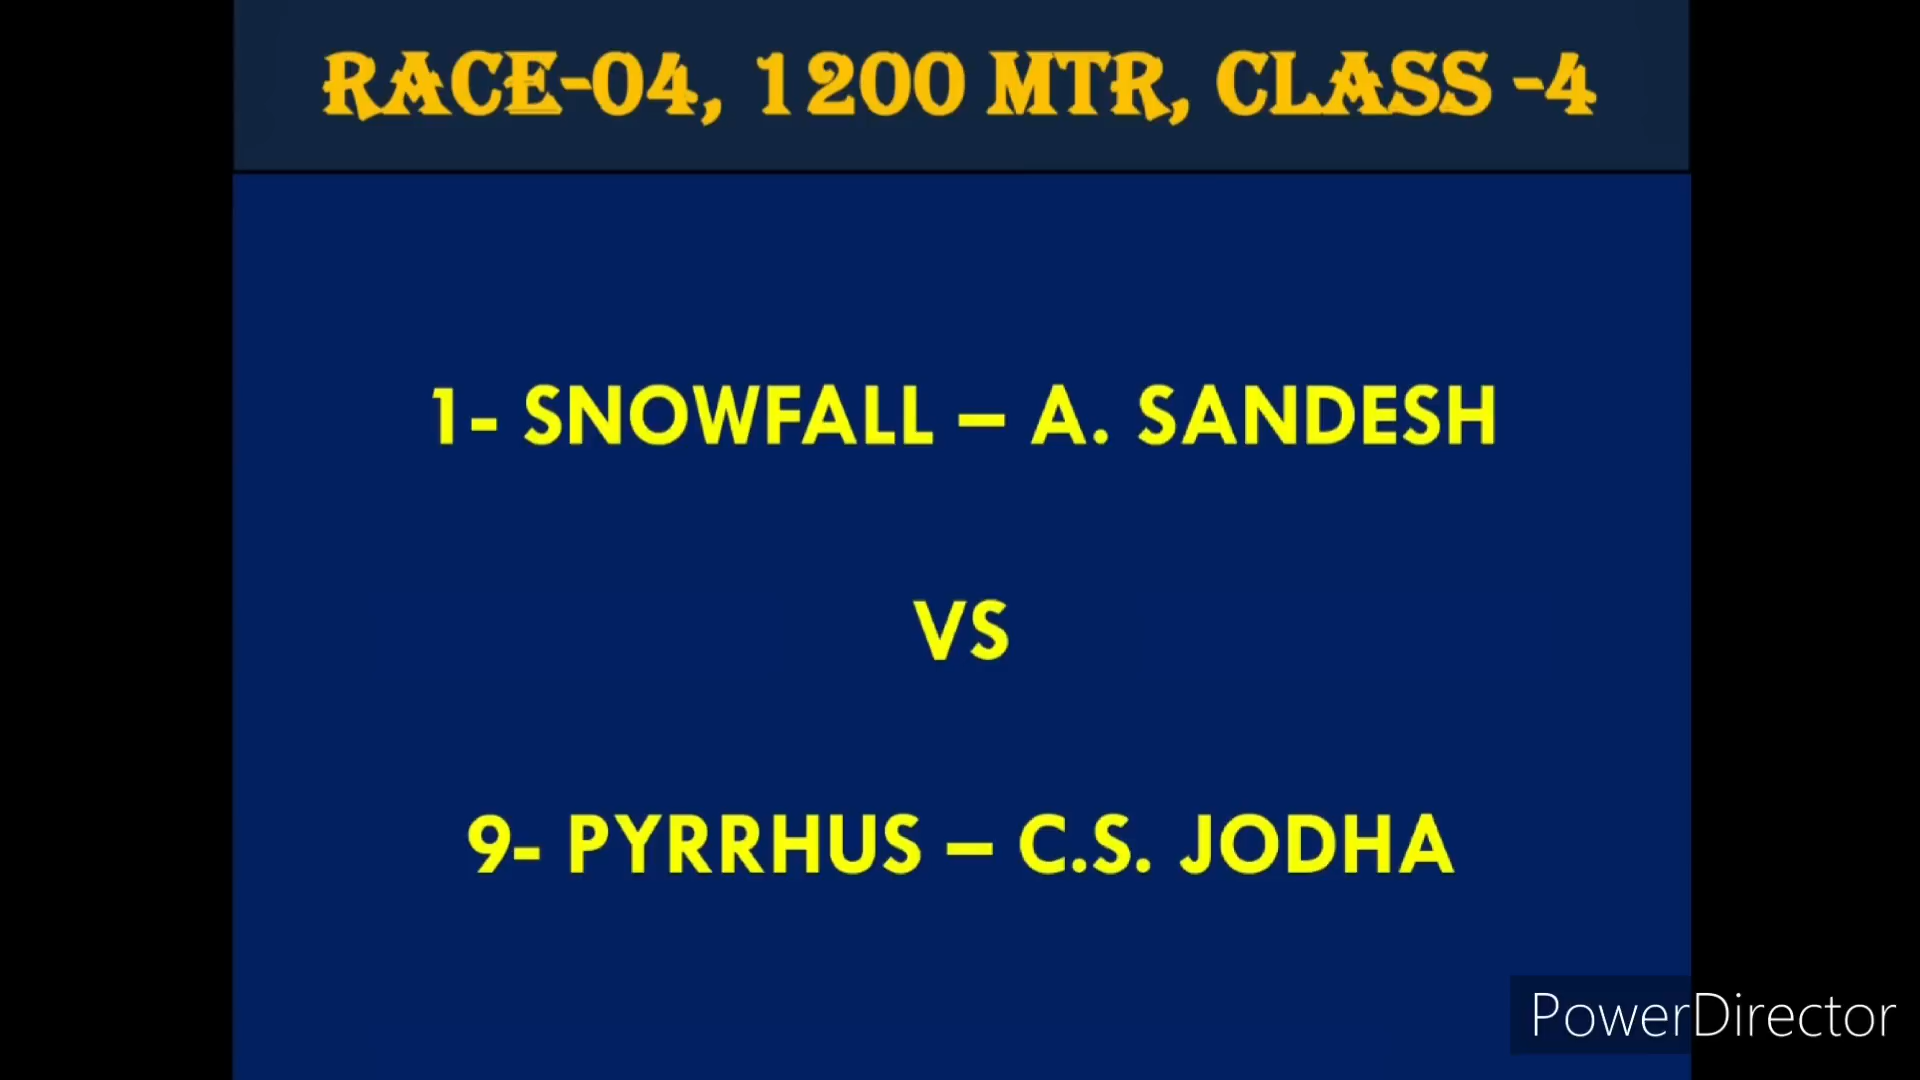 RACE-04, 1200 MTR, CLASS -4
1- SNOWFALL – A. SANDESH
VS
9- PYRRHUS – C.S. JODHA
PowerDirector